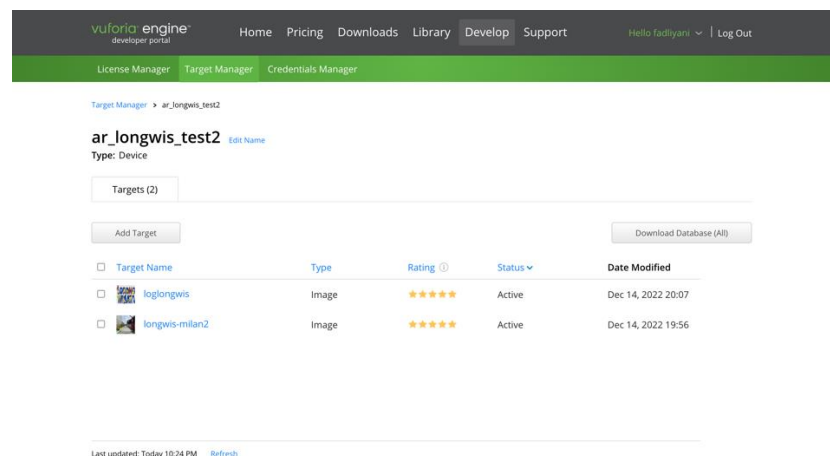 vuforia engine™ Home Pricing Downloads Library Develop Support Hello fadliyani | Log Out
developer portal
License Manager Target Manager Credentials Manager
Target Manager > ar_longwis_test2
ar_longwis_test2 Edit Name
Type: Device
Targets (2)
Add Target Download Database (All)
Target Name Type Rating Status Date Modified
loglongwis Image Active Dec 14, 2022 20:07
longwis-milan2 Image Active Dec 14, 2022 19:56
Last updated: Today 10:24 PM Refresh